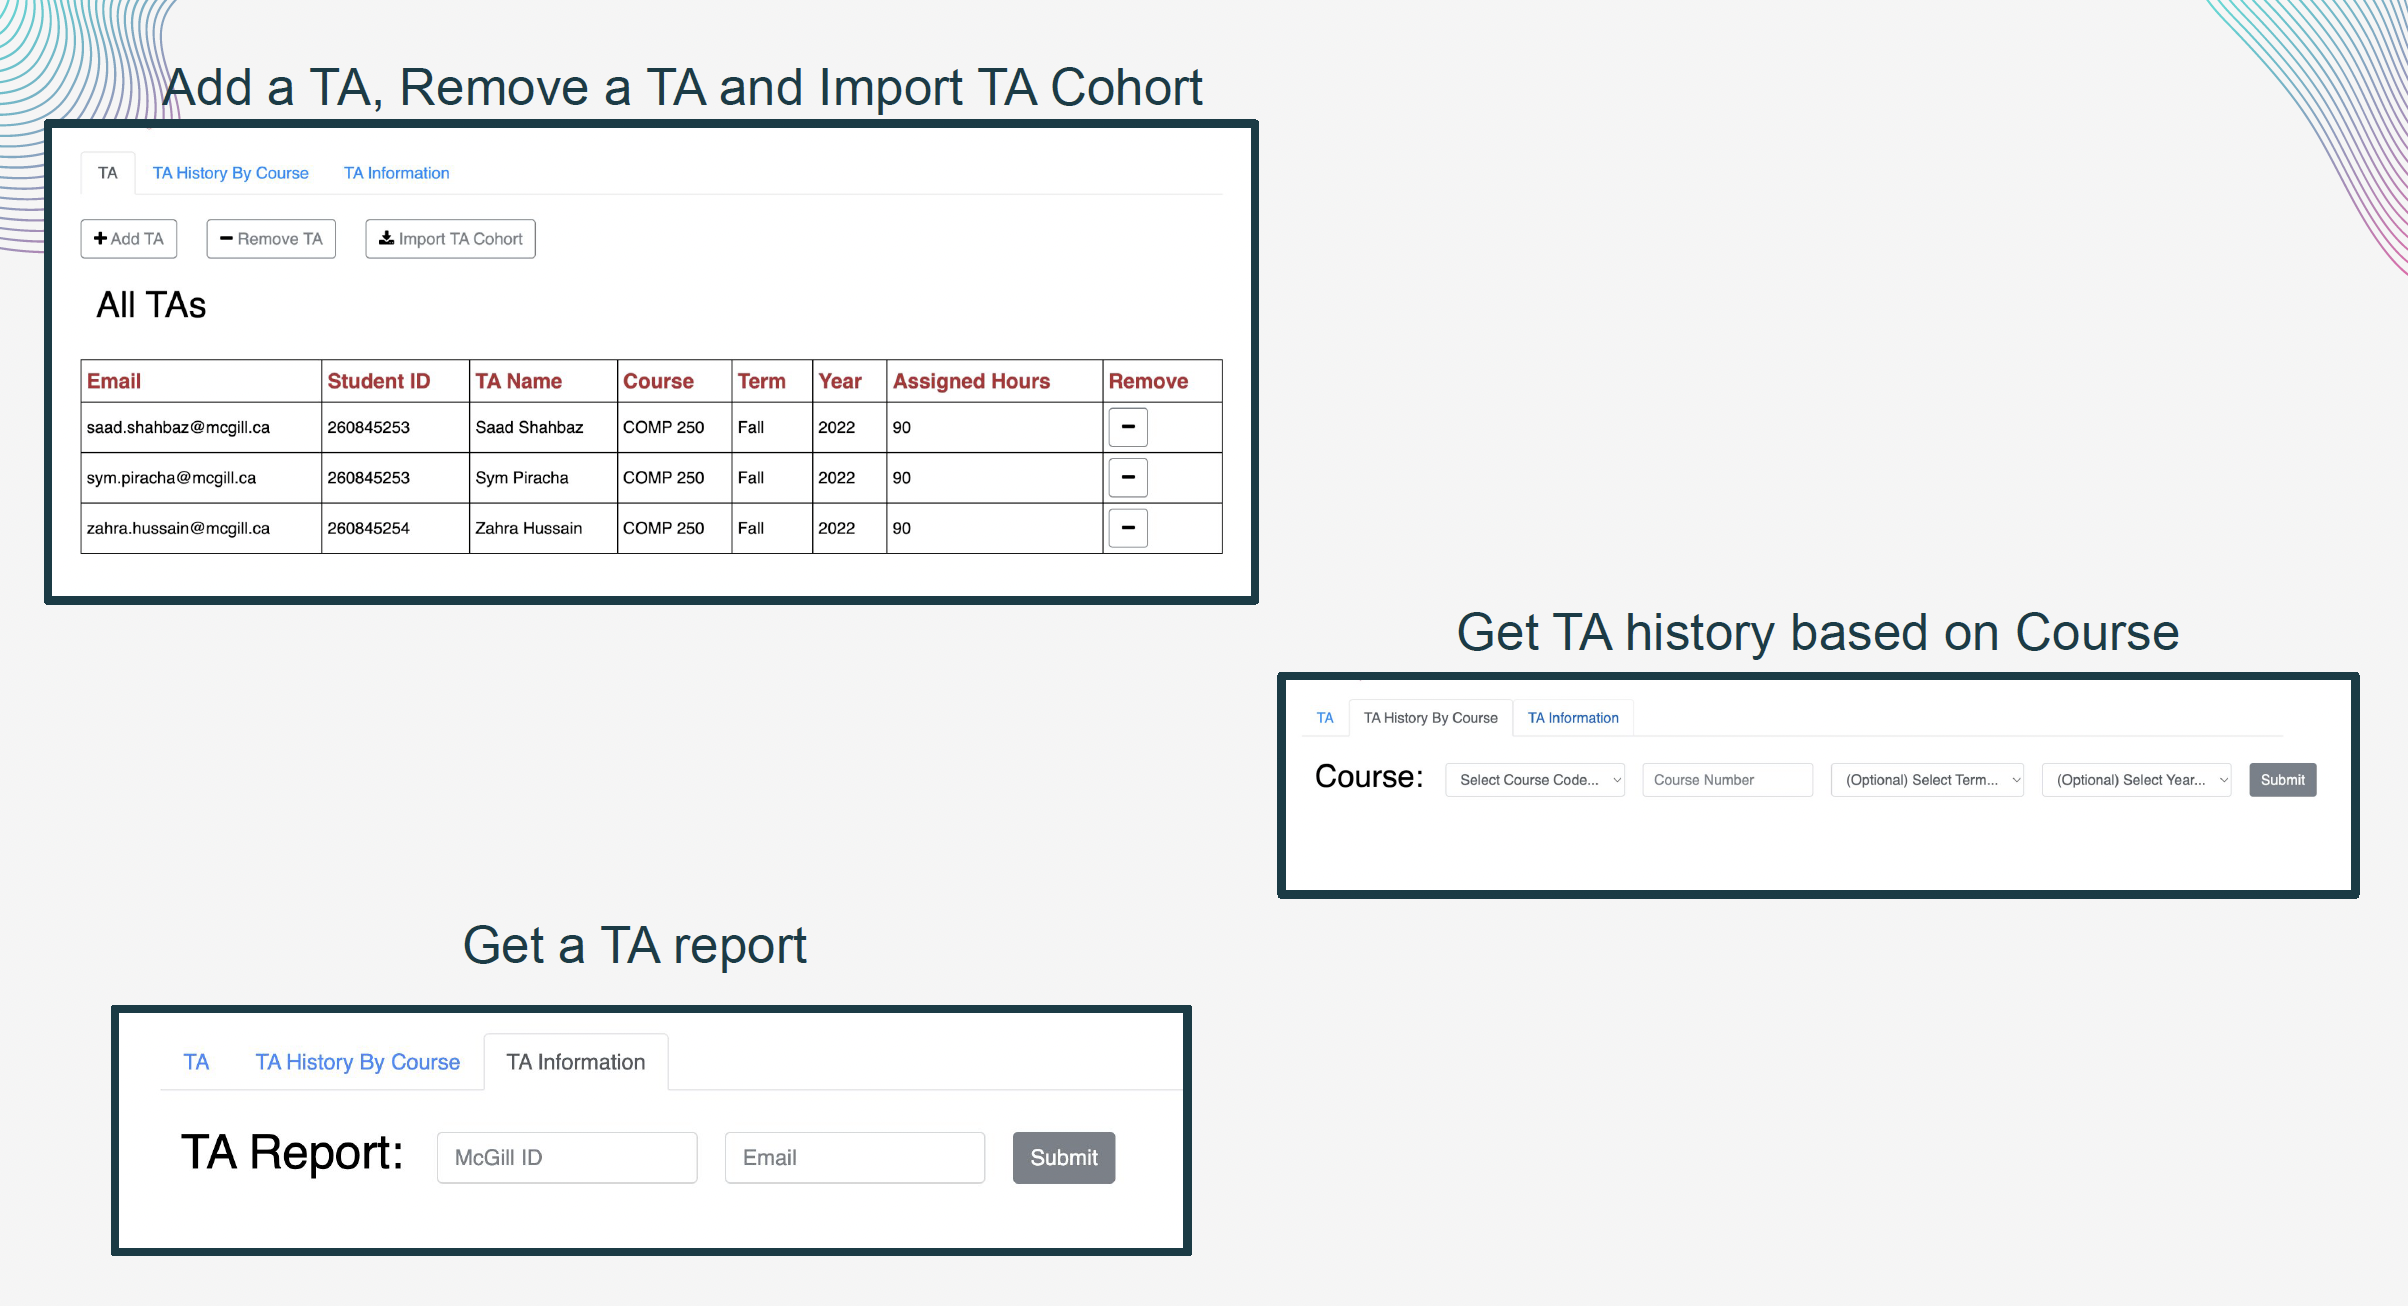 Add a TA, Remove a TA and Import TA Cohort
TA TA History By Course TA Information
Add TA Remove TA Import TA Cohort
All TAs
Email Student ID TA Name Course Term Year Assigned Hours Remove
saad.shahbaz@mcgill.ca 260845253 Saad Shahbaz COMP 250 Fall 2022 90
sym.piracha@mcgill.ca 260845253 Sym Piracha COMP 250 Fall 2022 90
zahra.hussain@mcgill.ca 260845254 Zahra Hussain COMP 250 Fall 2022 90
Get TA history based on Course
TA TA History By Course TA Information
Course: Select Course Code... Course Number (Optional) Select Term... (Optional) Select Year... Submit
Get a TA report
TA TA History By Course TA Information
TA Report: McGill ID Email Submit